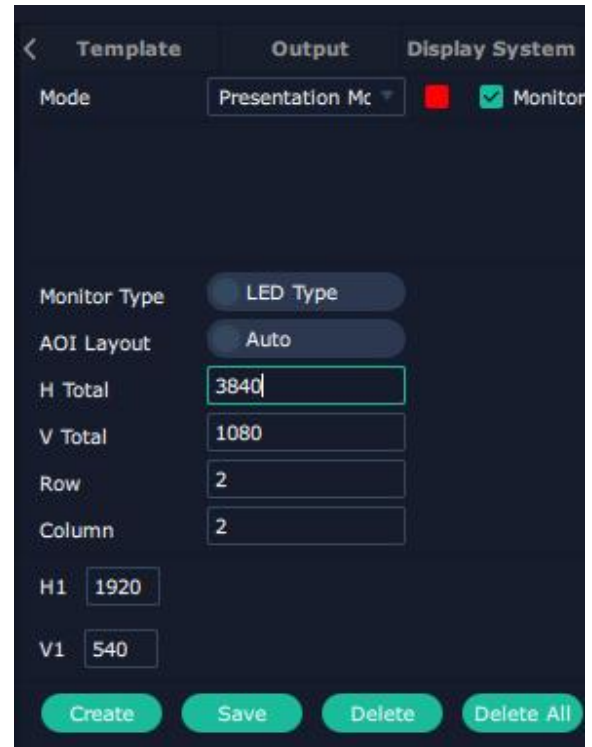 Template Output Display System
Mode Presentation Mc Monitor
Monitor Type LED Type
AOI Layout Auto
H Total 3840
V Total 1080
Row 2
Column 2
H1 1920
V1 540
Create Save Delete Delete All